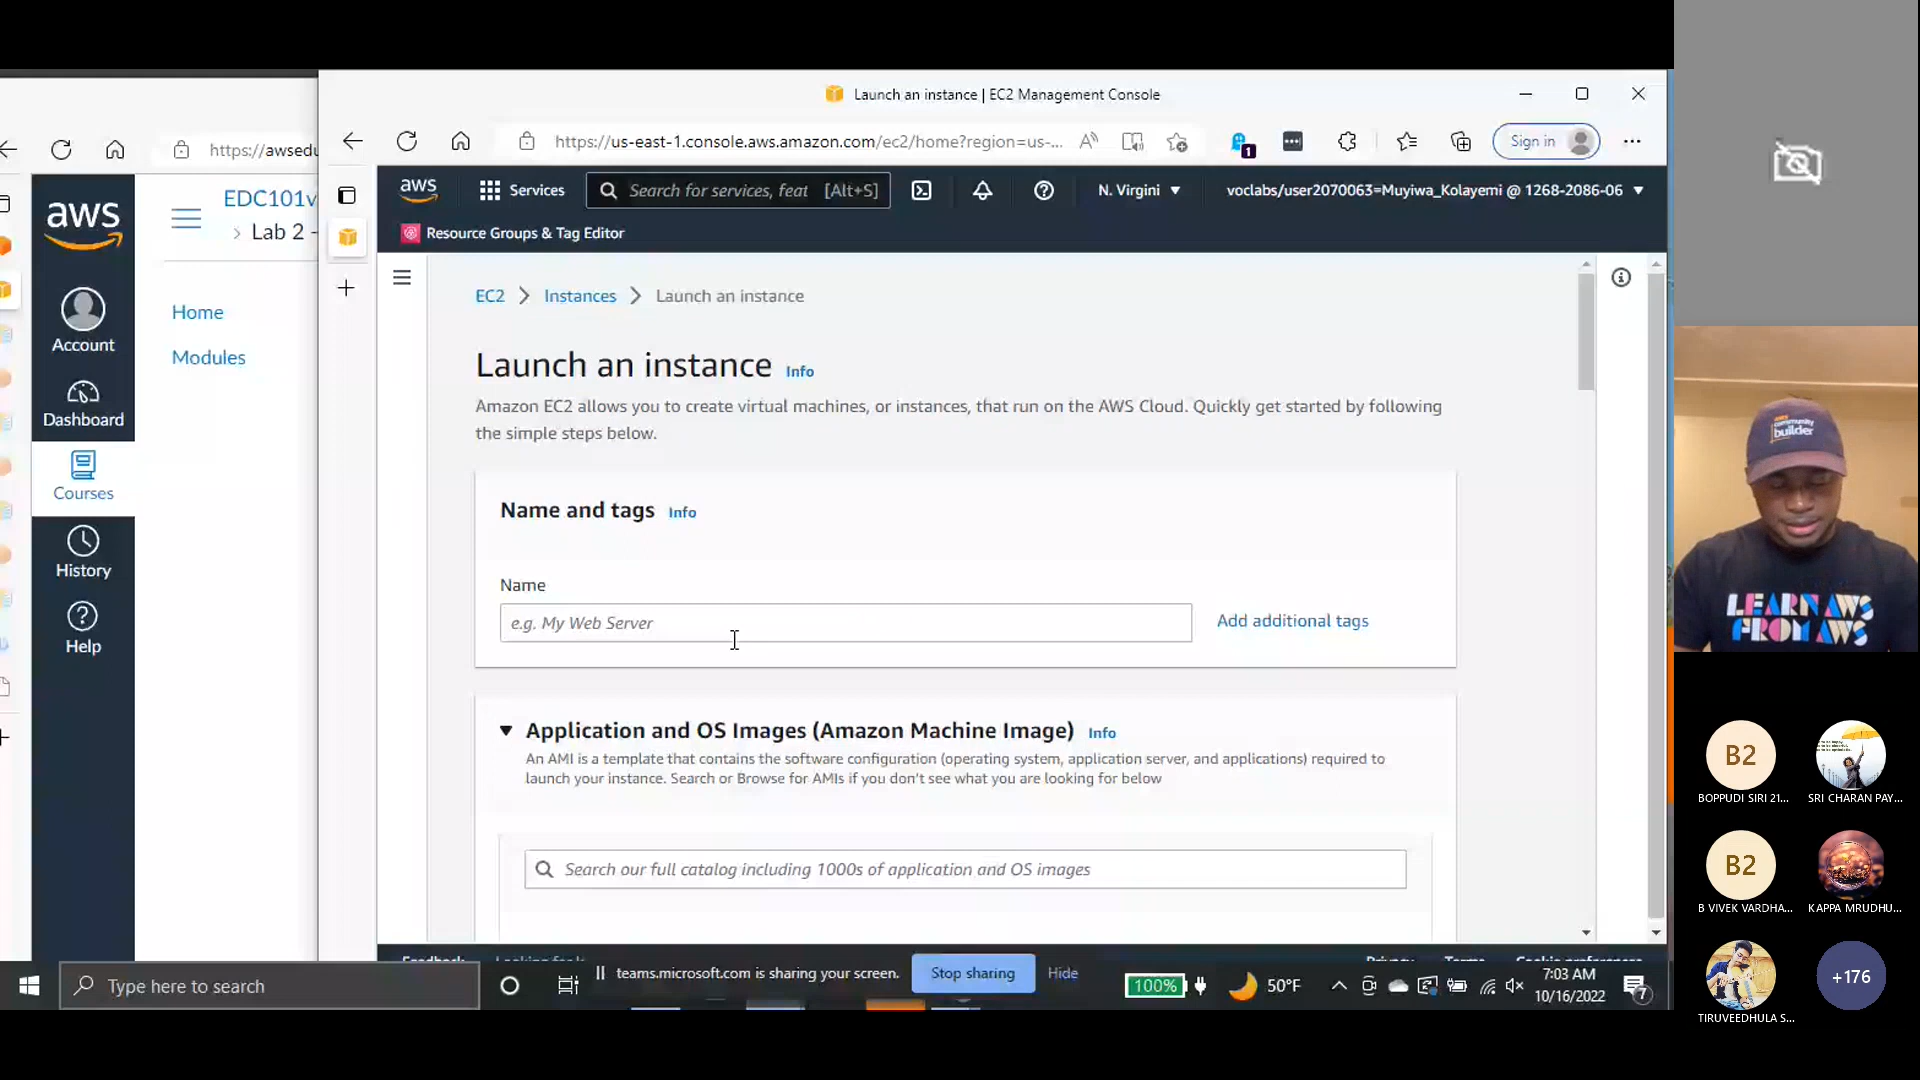 Launch an instance | EC2 Management Console
https://awsedu
https://us-east-1.console.aws.amazon.com/ec2/home?region=us-...
1
Sign in
aws
EDC101v
> Lab 2 -
Account
Dashboard
Courses
History
Help
Home
Modules
aws
Services
Search for services, feat [Alt+S]
N. Virgini
voclabs/user2070063=Muyiwa_Kolayemi @ 1268-2086-06
Resource Groups & Tag Editor
EC2 > Instances > Launch an instance
Launch an instance Info
Amazon EC2 allows you to create virtual machines, or instances, that run on the AWS Cloud. Quickly get started by following
the simple steps below.
Name and tags Info
Name
e.g. My Web Server
Add additional tags
Application and OS Images (Amazon Machine Image) Info
An AMI is a template that contains the software configuration (operating system, application server, and applications) required to
launch your instance. Search or Browse for AMIs if you don't see what you are looking for below
Search our full catalog including 1000s of application and OS images
Type here to search
teams.microsoft.com is sharing your screen.
Stop sharing
Hide
100%
50°F
7:03 AM
10/16/2022
7
community
builder
LEARN AWS
FROM AWS
B2
BOPPUDI SIRI 21...
SRI CHARAN PAY...
B2
B VIVEK VARDHA...
KAPPA MRUDHU...
TIRUVEEDHULA S...
+176